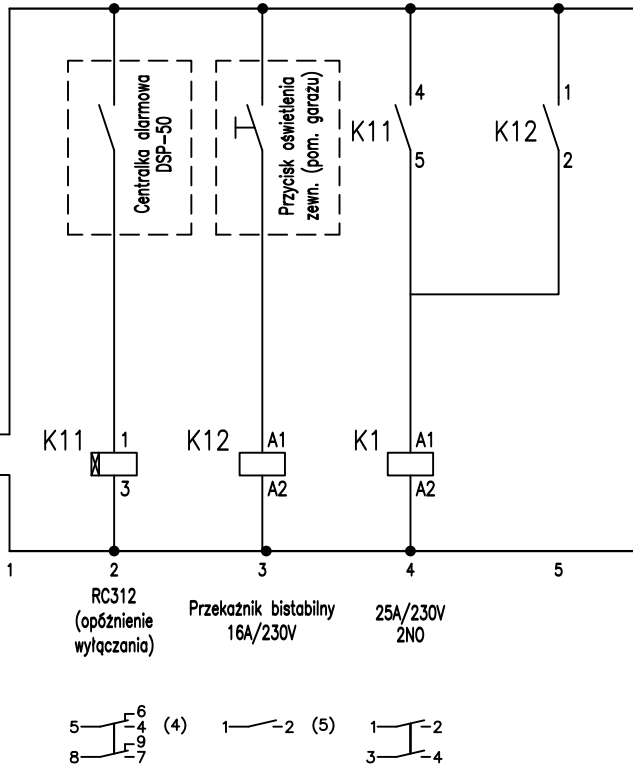 Centralka alarmowa
DSP-50
Przycisk oświetlenia
zewn. (pom. garażu)
K11
4
5
K12
1
2
K11
1
3
K12
A1
A2
K1
A1
A2
1
2
3
4
5
RC312
(opóźnienie
wyłączania)
Przekaźnik bistabilny
16A/230V
25A/230V
2NO
5
6
4
(4)
8
9
7
1
2
(5)
1
2
3
4